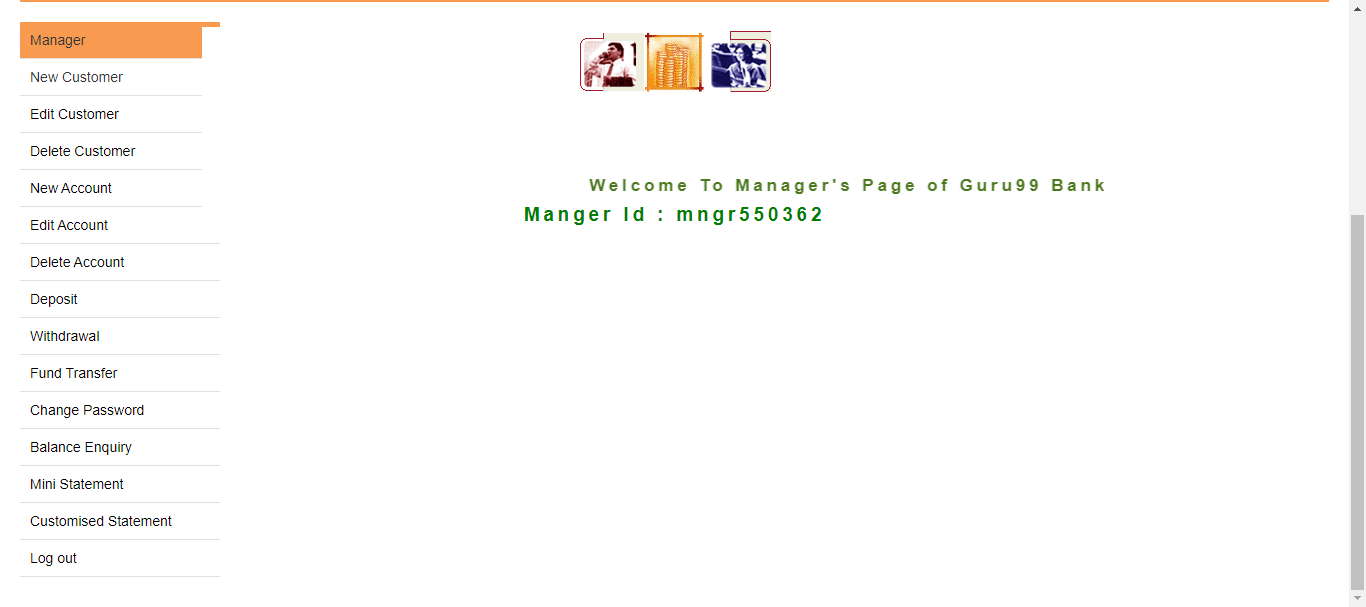 Manager
New Customer
Edit Customer
Delete Customer
New Account
Edit Account
Delete Account
Deposit
Withdrawal
Fund Transfer
Change Password
Balance Enquiry
Mini Statement
Customised Statement
Log out
Welcome To Manager's Page of Guru99 Bank
Manger Id : mngr550362